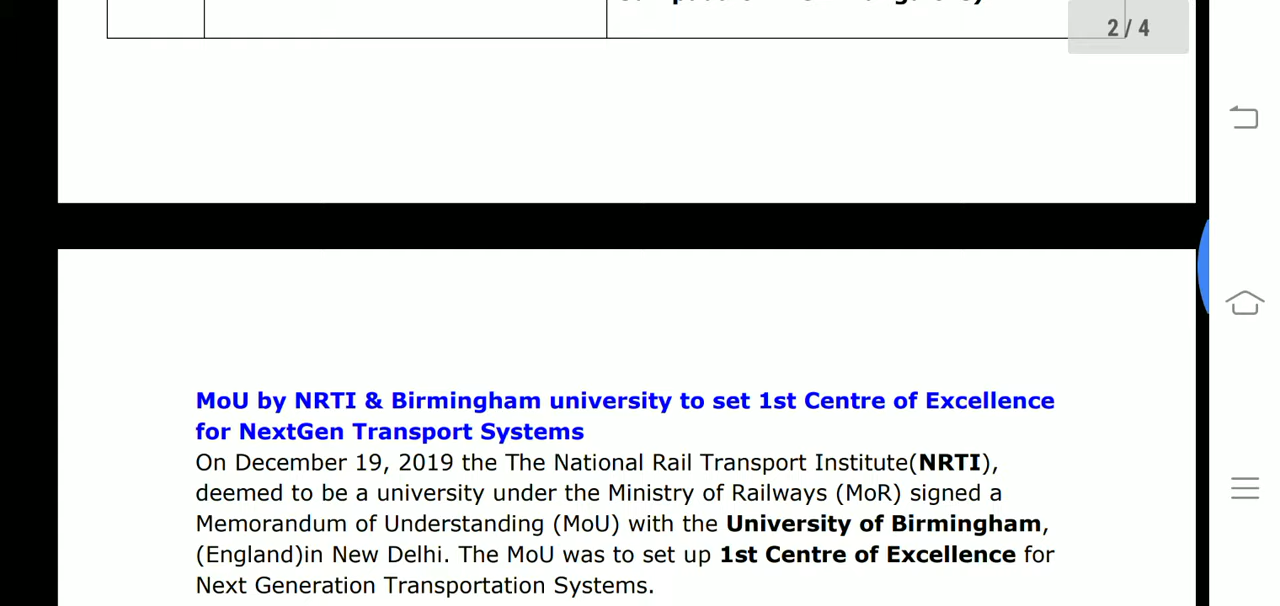 2 / 4
MoU by NRTI & Birmingham university to set 1st Centre of Excellence
for NextGen Transport Systems
On December 19, 2019 the The National Rail Transport Institute(NRTI),
deemed to be a university under the Ministry of Railways (MoR) signed a
Memorandum of Understanding (MoU) with the University of Birmingham,
(England)in New Delhi. The MoU was to set up 1st Centre of Excellence for
Next Generation Transportation Systems.